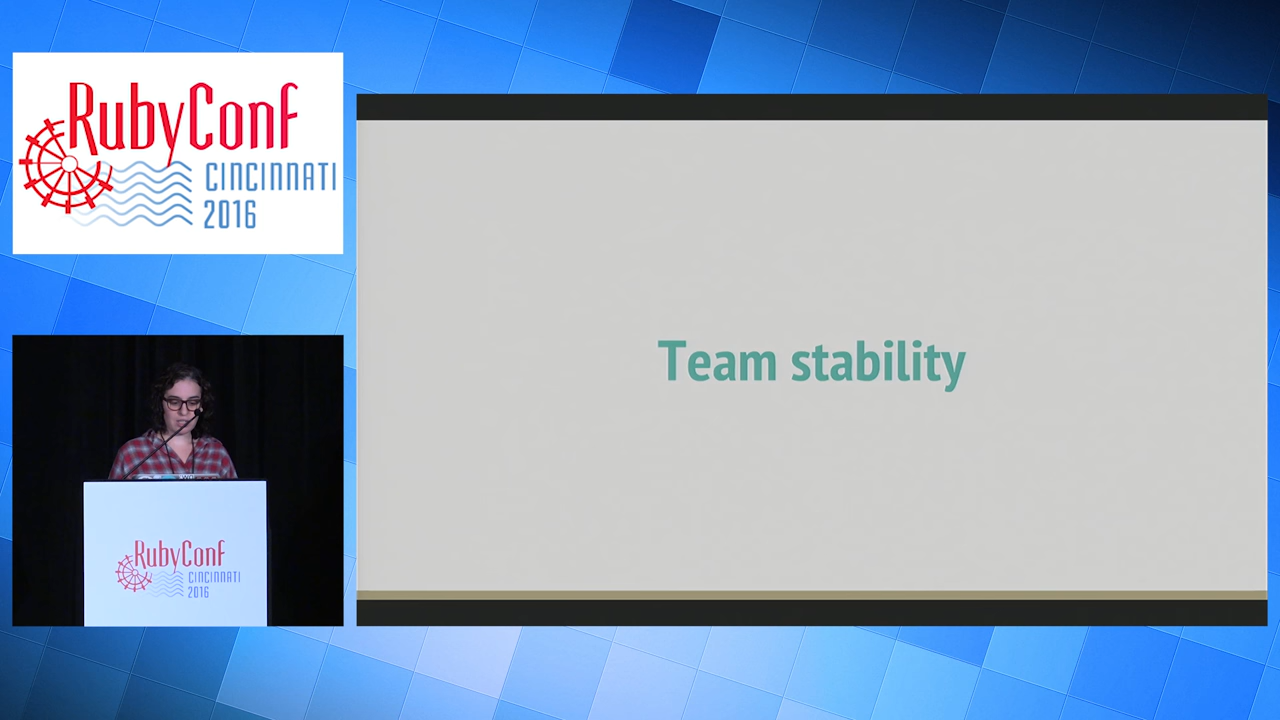 RubyConf
CINCINNATI
2016
Team stability
RubyConf
CINCINNATI
2016